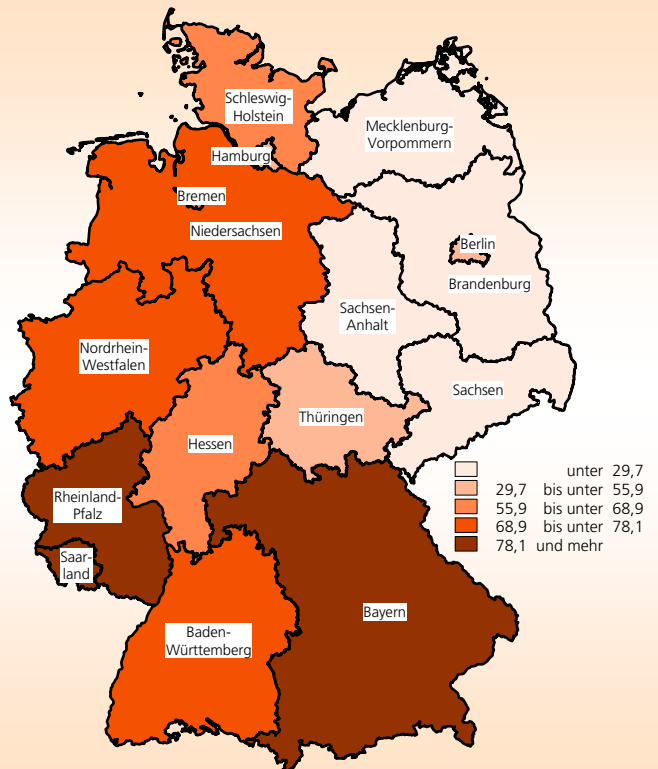 Schleswig-
Holstein
Mecklenburg-
Vorpommern
Hamburg
Bremen
Niedersachsen
Berlin
Brandenburg
Sachsen-
Anhalt
Nordrhein-
Westfalen
Sachsen
Thüringen
Hessen
unter 29,7
29,7 bis unter 55,9
55,9 bis unter 68,9
68,9 bis unter 78,1
78,1 und mehr
Rheinland-
Pfalz
Saar-
land
Bayern
Baden-
Württemberg